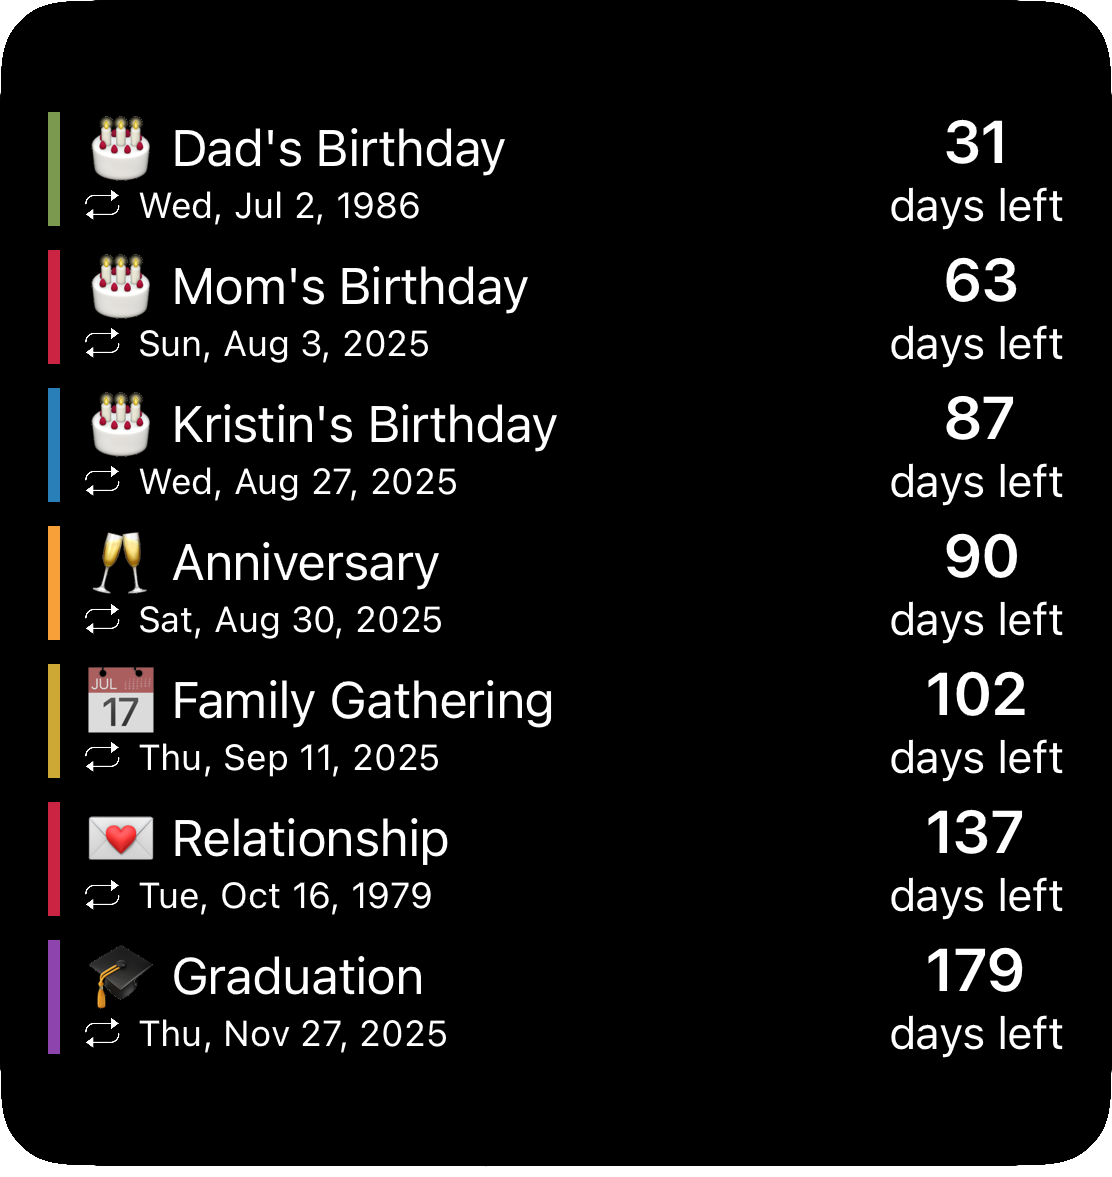 Dad's Birthday
31
Wed, Jul 2, 1986
days left
Mom's Birthday
63
Sun, Aug 3, 2025
days left
Kristin's Birthday
87
Wed, Aug 27, 2025
days left
Anniversary
90
Sat, Aug 30, 2025
days left
JUL
17
Family Gathering
102
Thu, Sep 11, 2025
days left
Relationship
137
Tue, Oct 16, 1979
days left
Graduation
179
Thu, Nov 27, 2025
days left